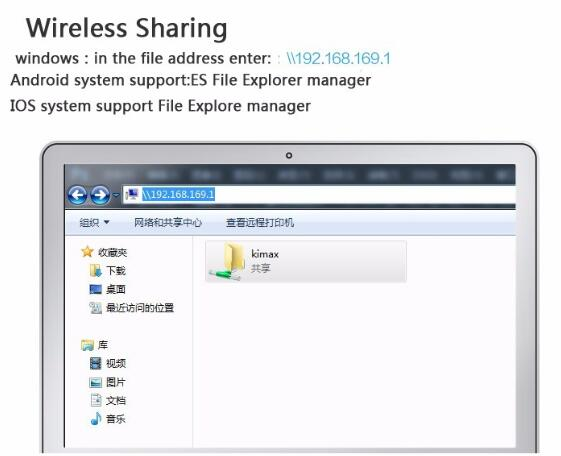 Wireless Sharing
windows : in the file address enter: : \\192.168.169.1
Android system support:ES File Explorer manager
IOS system support File Explore manager
\\192.168.169.1
组织 网络和共享中心 查看远程打印机
收藏夹
下载
桌面
最近访问的位置
库
视频
图片
文档
音乐
kimax
共享